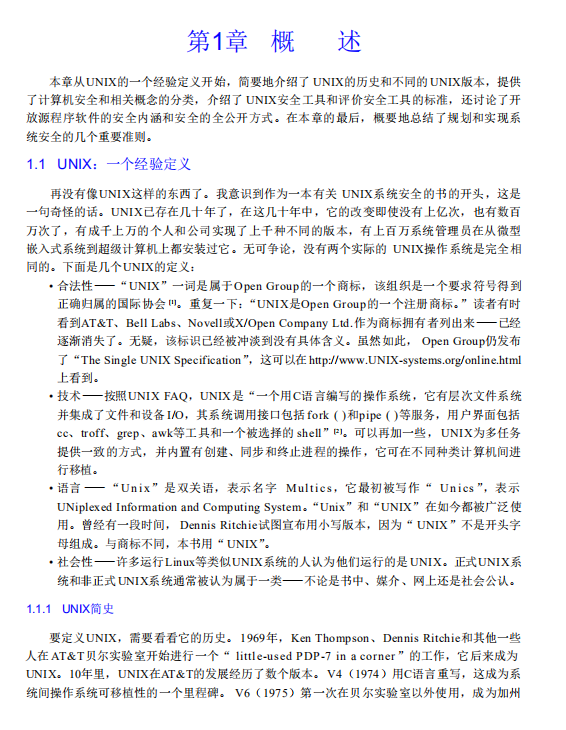 第1章 概 述
本章从UNIX的一个经验定义开始，简要地介绍了 UNIX的历史和不同的UNIX版本，提供
了计算机安全和相关概念的分类，介绍了 UNIX安全工具和评价安全工具的标准，还讨论了开
放源程序软件的安全内涵和安全的全公开方式。在本章的最后，概要地总结了规划和实现系
统安全的几个重要准则。
1.1 UNIX：一个经验定义
再没有像UNIX这样的东西了。我意识到作为一本有关 UNIX系统安全的书的开头，这是
一句奇怪的话。UNIX已存在几十年了，在这几十年中，它的改变即使没有上亿次，也有数百
万次了，有成千上万的个人和公司实现了上千种不同的版本，有上百万系统管理员在从微型
嵌入式系统到超级计算机上都安装过它。无可争论，没有两个实际的 UNIX操作系统是完全相
同的。下面是几个UNIX的定义：
• 合法性——“UNIX”一词是属于Open Group的一个商标，该组织是一个要求符号得到
正确归属的国际协会 [1]。重复一下：“UNIX是Open Group的一个注册商标。”读者有时
看到AT&T、Bell Labs、Novell或X/Open Company Ltd.作为商标拥有者列出来——已经
逐渐消失了。无疑，该标识已经被冲淡到没有具体含义。虽然如此， Open Group仍发布
了“The Single UNIX Specification”，这可以在 http://www.UNIX-systems.org/online.html
上看到。
• 技术——按照UNIX FAQ，UNIX是“一个用C语言编写的操作系统，它有层次文件系统
并集成了文件和设备 I/O，其系统调用接口包括 fork ( )和pipe ( )等服务，用户界面包括
cc、troff、grep、awk等工具和一个被选择的 shell”[2]。可以再加一些，UNIX为多任务
提供一致的方式，并内置有创建、同步和终止进程的操作，它可在不同种类计算机间进
行移植。
• 语言 ——“Unix”是双关语，表示名字 Multics，它最初被写作“ Unics”，表示
UNiplexed Information and Computing System。“Unix”和“UNIX”在如今都被广泛使
用。曾经有一段时间， Dennis Ritchie试图宣布用小写版本，因为“ UNIX”不是开头字
母组成。与商标不同，本书用“UNIX”。
• 社会性——许多运行Linux等类似UNIX系统的人认为他们运行的是UNIX。正式UNIX系
统和非正式UNIX系统通常被认为属于一类——不论是书中、媒介、网上还是社会公认。
1.1.1 UNIX简史
要定义UNIX，需要看看它的历史。1969年，Ken Thompson、Dennis Ritchie和其他一些
人在 AT&T贝尔实验室开始进行一个“ little-used PDP-7 in a corner”的工作，它后来成为
UNIX。10年里，UNIX在AT&T的发展经历了数个版本。V4（1974）用C语言重写，这成为系
统间操作系统可移植性的一个里程碑。 V6（1975）第一次在贝尔实验室以外使用，成为加州